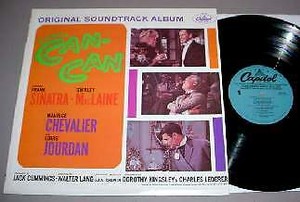 ORIGINAL SOUNDTRACK ALBUM
Capitol
CAN-
CAN
FRANK SHIRLEY
SINATRA-MacLAINE
MAURICE
CHEVALIER
LOUIS
JOURDAN
JACK CUMMINGS-WALTER LANG
DOROTHY KINGSLEY & CHARLES LEDERER
Capitol